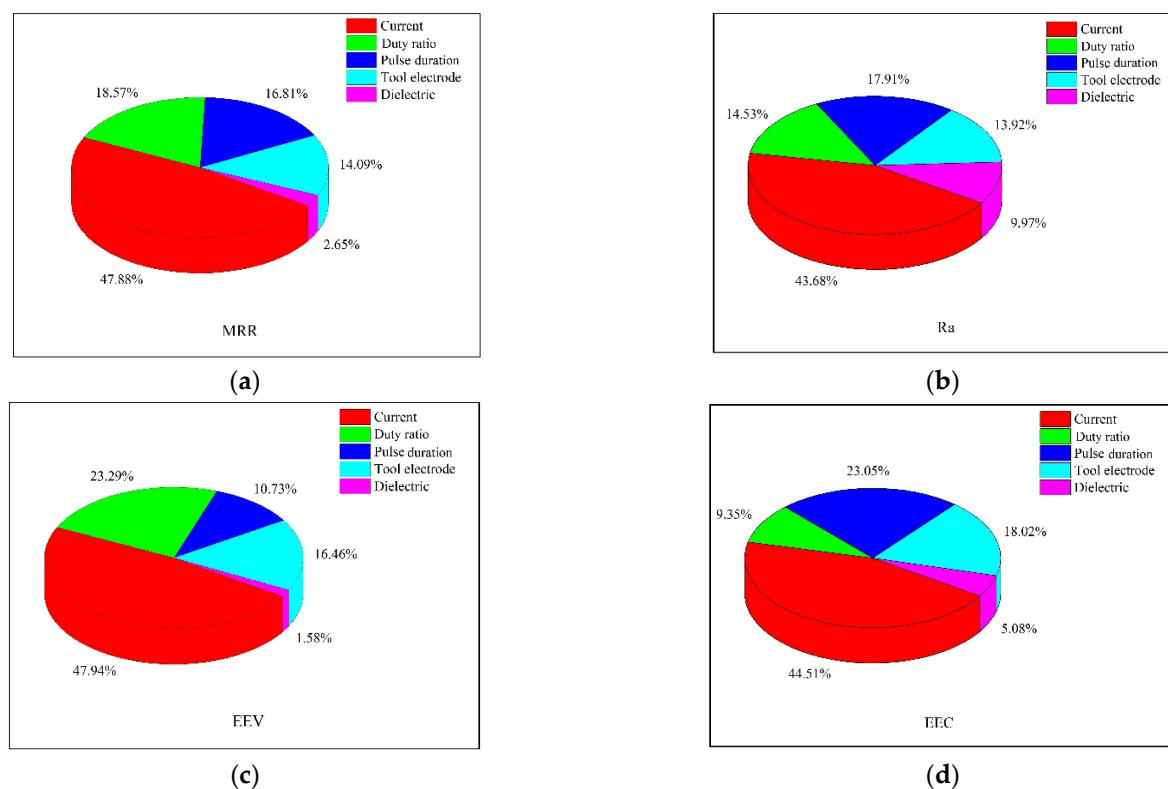 Current
Duty ratio
Pulse duration
Tool electrode
Dielectric
18.57%
16.81%
14.09%
2.65%
47.88%
MRR
(a)
Current
Duty ratio
Pulse duration
Tool electrode
Dielectric
17.91%
14.53%
13.92%
9.97%
43.68%
Ra
(b)
Current
Duty ratio
Pulse duration
Tool electrode
Dielectric
23.29%
10.73%
16.46%
1.58%
47.94%
EEV
(c)
Current
Duty ratio
Pulse duration
Tool electrode
Dielectric
23.05%
9.35%
18.02%
5.08%
44.51%
EEC
(d)